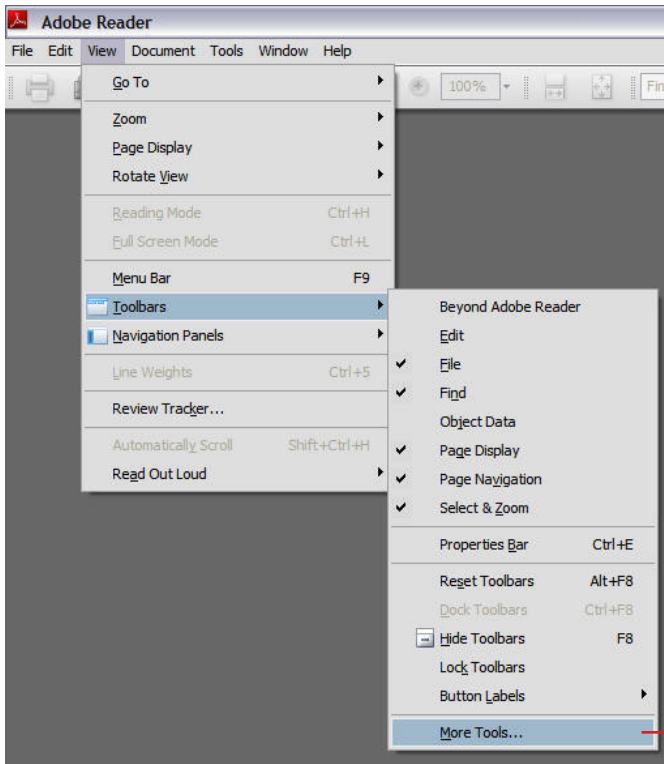 Adobe Reader
File Edit View Document Tools Window Help
100% Fin
Go To
Zoom
Page Display
Rotate View
Reading Mode Ctrl+H
Full Screen Mode Ctrl+L
Menu Bar F9
Toolbars
Navigation Panels
Line Weights Ctrl+5
Review Tracker...
Automatically Scroll Shift+Ctrl+H
Read Out Loud
Beyond Adobe Reader
Edit
File
Find
Object Data
Page Display
Page Navigation
Select & Zoom
Properties Bar Ctrl+E
Reset Toolbars Alt+F8
Dock Toolbars Ctrl+F8
Hide Toolbars F8
Lock Toolbars
Button Labels
More Tools...